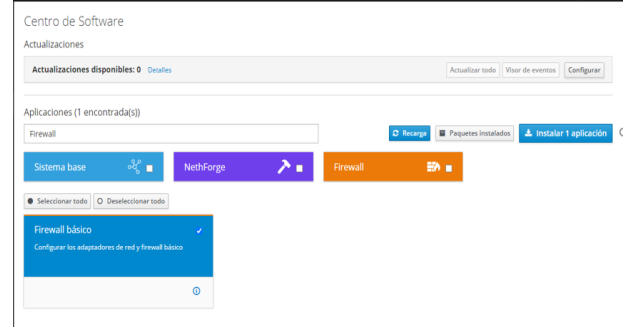 Centro de Software
Actualizaciones
Actualizaciones disponibles: 0 Detalles
Actualizar todo Visor de eventos Configurar
Aplicaciones (1 encontrada(s))
Firewall
Recarga Paquetes instalados Instalar 1 aplicación
Sistema base NethForge Firewall
Seleccionar todo Deseleccionar todo
Firewall básico
Configurar los adaptadores de red y firewall básico